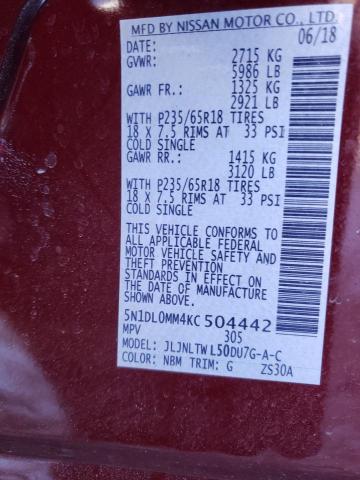 MFD BY NISSAN MOTOR CO., LTD.
DATE: 06/18
GVWR: 2715 KG
5986 LB
GAWR FR.: 1325 KG
2921 LB
WITH P235/65R18 TIRES
18 X 7.5 RIMS AT 33 PSI
COLD SINGLE
GAWR RR.: 1415 KG
3120 LB
WITH P235/65R18 TIRES
18 X 7.5 RIMS AT 33 PSI
COLD SINGLE
THIS VEHICLE CONFORMS TO
ALL APPLICABLE FEDERAL
MOTOR VEHICLE SAFETY AND
THEFT PREVENTION
STANDARDS IN EFFECT ON THE
DATE OF MANUFACTURE
SHOWN ABOVE.
5N1DL0MM4KC504442
MPV 305
MODEL: JLJNLTWL50DU7G-A-C
COLOR: NBM TRIM: G ZS30A